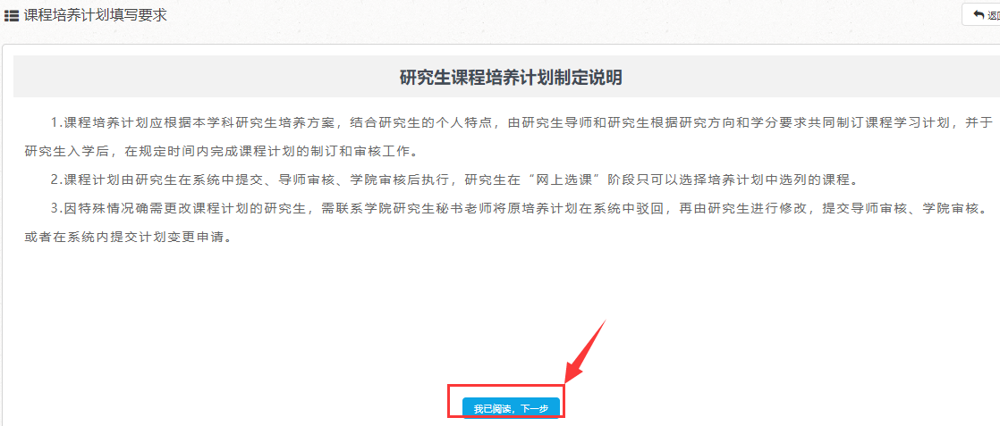 课程培养计划填写要求
返回
研究生课程培养计划制定说明
1.课程培养计划应根据本学科研究生培养方案，结合研究生的个人特点，由研究生导师和研究生根据研究方向和学分要求共同制订课程学习计划，并于
研究生入学后，在规定时间内完成课程计划的制订和审核工作。
2.课程计划由研究生在系统中提交、导师审核、学院审核后执行，研究生在“网上选课”阶段只可以选择培养计划中选列的课程。
3.因特殊情况确需更改课程计划的研究生，需联系学院研究生秘书老师将原培养计划在系统中驳回，再由研究生进行修改，提交导师审核、学院审核。
或者在系统内提交计划变更申请。
我已阅读，下一步